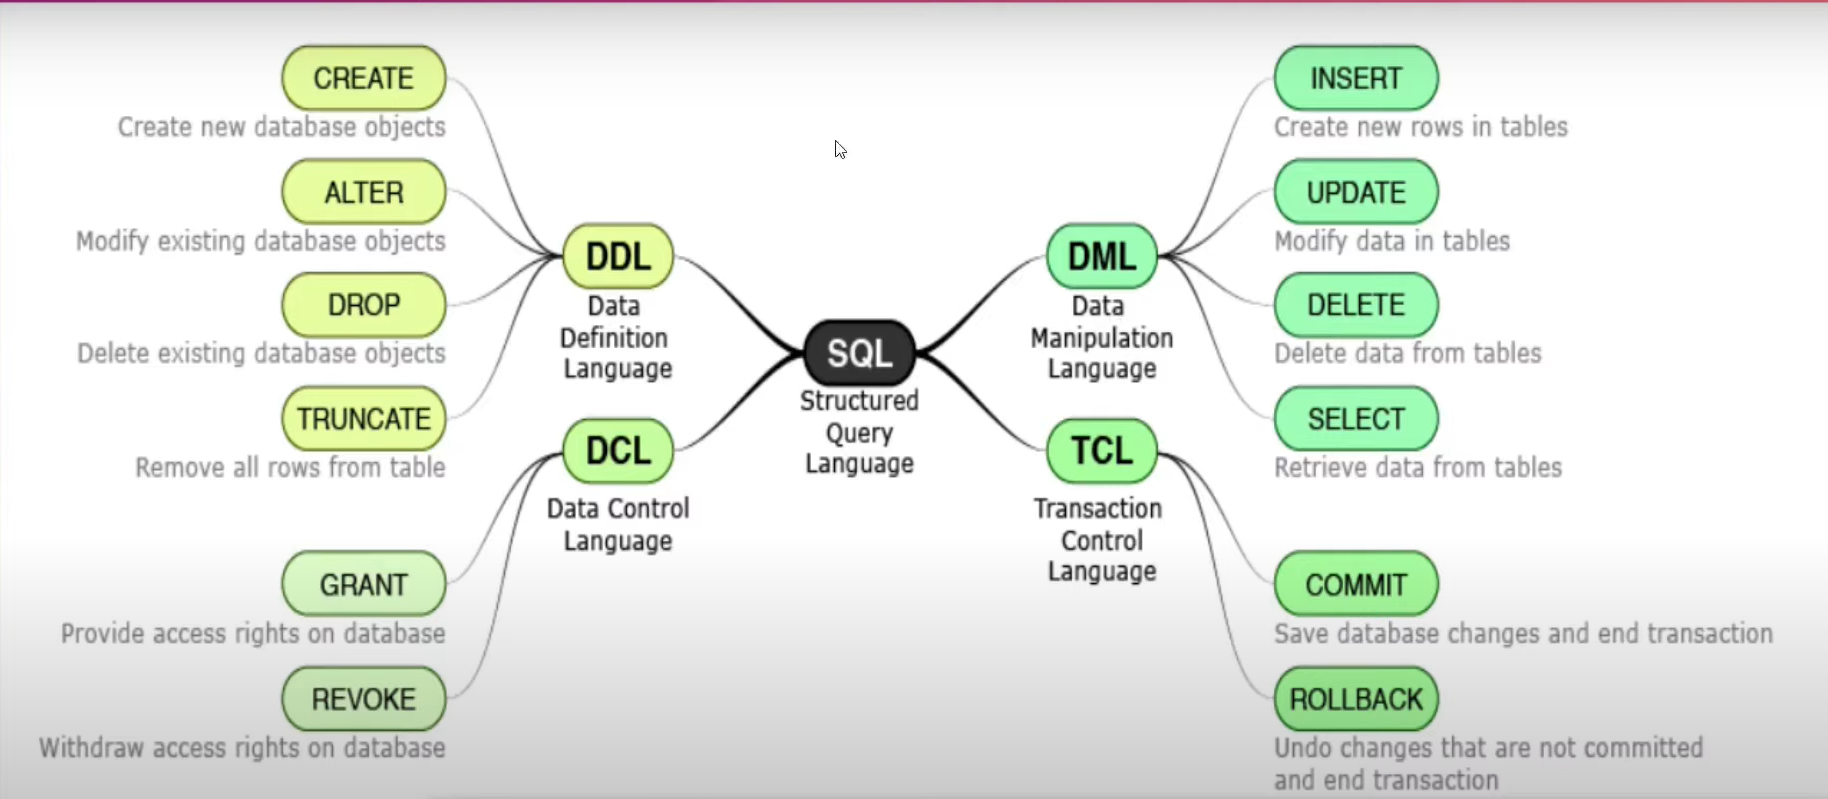 CREATE
Create new database objects
ALTER
Modify existing database objects
DROP
Delete existing database objects
TRUNCATE
Remove all rows from table
GRANT
Provide access rights on database
REVOKE
Withdraw access rights on database
DDL
Data
Definition
Language
DCL
Data Control
Language
SQL
Structured
Query
Language
DML
Data
Manipulation
Language
TCL
Transaction
Control
Language
INSERT
Create new rows in tables
UPDATE
Modify data in tables
DELETE
Delete data from tables
SELECT
Retrieve data from tables
COMMIT
Save database changes and end transaction
ROLLBACK
Undo changes that are not committed
and end transaction